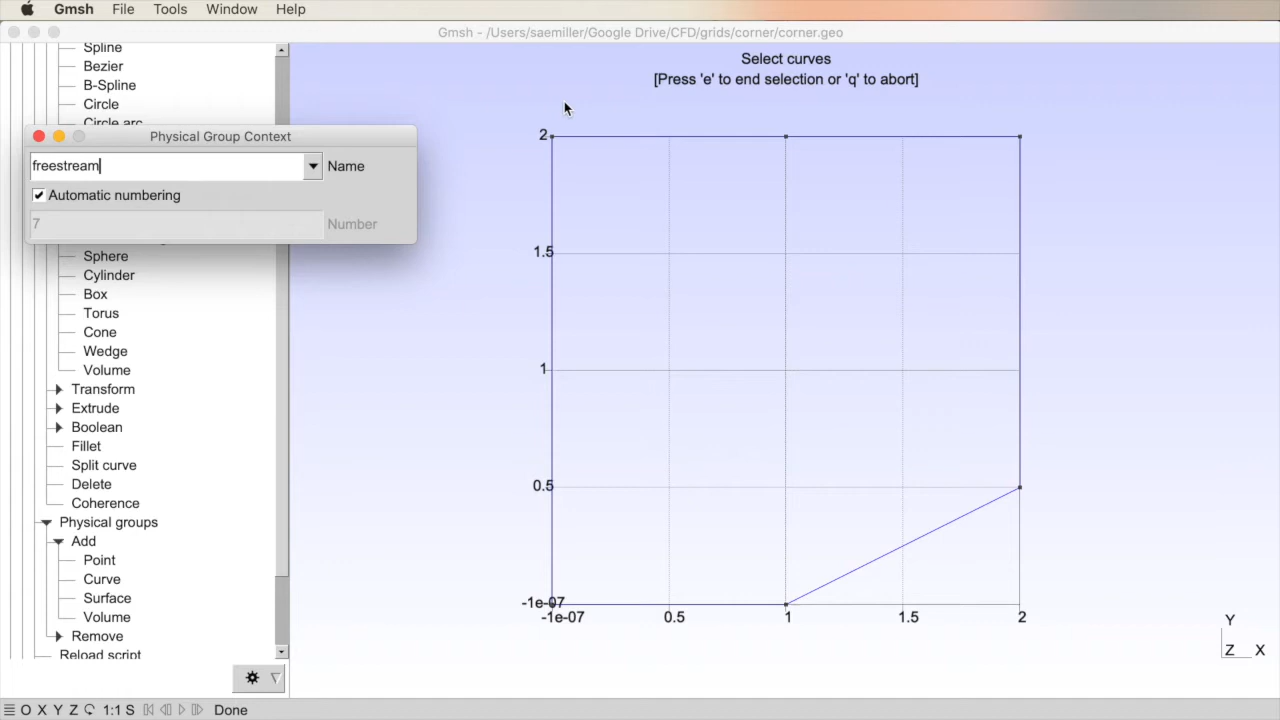 Gmsh File Tools Window Help
Gmsh - /Users/saemiller/Google Drive/CFD/grids/corner/corner.geo
Spline
Bezier
B-Spline
Circle
Circle arc
Physical Group Context
freestream Name
Automatic numbering
7 Number
Sphere
Cylinder
Box
Torus
Cone
Wedge
Volume
Transform
Extrude
Boolean
Fillet
Split curve
Delete
Coherence
Physical groups
Add
Point
Curve
Surface
Volume
Remove
Reload script
Select curves
[Press 'e' to end selection or 'q' to abort]
2
1.5
1
0.5
-1e-07
-1e-07 0.5 1 1.5 2
Y
Z X
O X Y Z 1:1 S Done